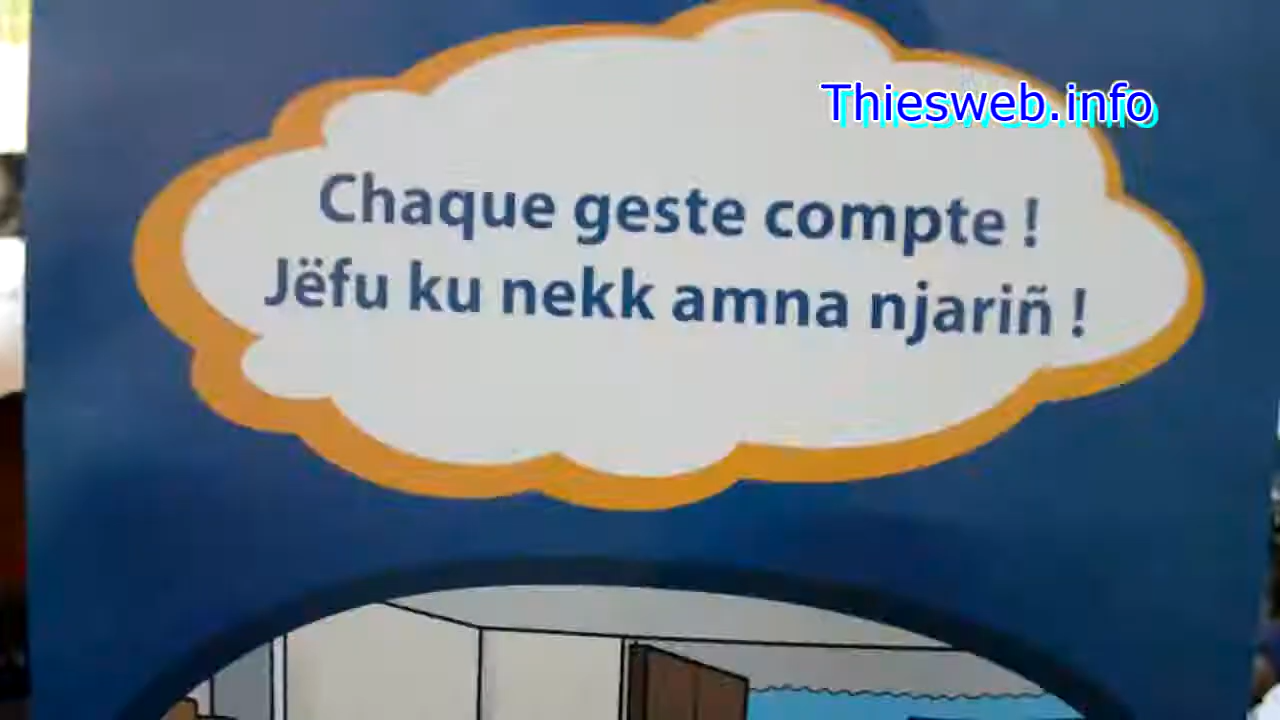 Thiesweb.info
Chaque geste compte !
Jëfu ku nekk amna njariñ !